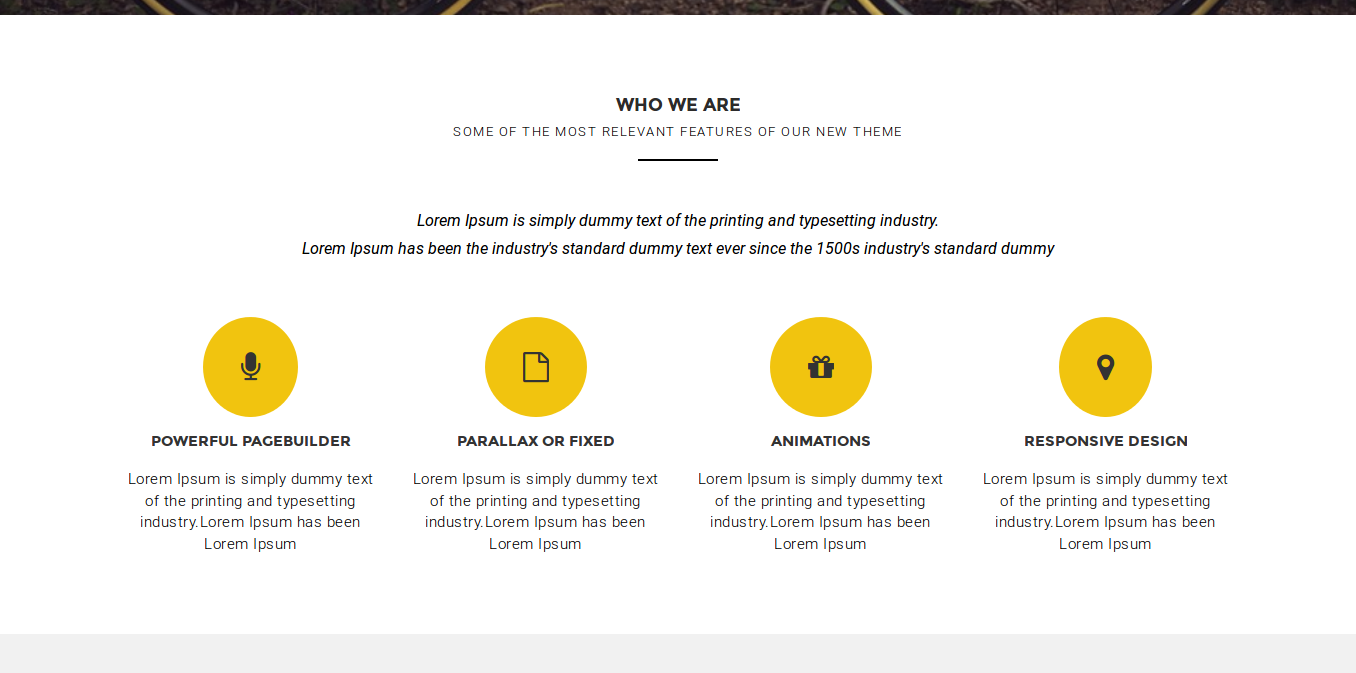 WHO WE ARE
SOME OF THE MOST RELEVANT FEATURES OF OUR NEW THEME
Lorem Ipsum is simply dummy text of the printing and typesetting industry.
Lorem Ipsum has been the industry's standard dummy text ever since the 1500s industry's standard dummy
POWERFUL PAGEBUILDER
Lorem Ipsum is simply dummy text
of the printing and typesetting
industry.Lorem Ipsum has been
Lorem Ipsum
PARALLAX OR FIXED
Lorem Ipsum is simply dummy text
of the printing and typesetting
industry.Lorem Ipsum has been
Lorem Ipsum
ANIMATIONS
Lorem Ipsum is simply dummy text
of the printing and typesetting
industry.Lorem Ipsum has been
Lorem Ipsum
RESPONSIVE DESIGN
Lorem Ipsum is simply dummy text
of the printing and typesetting
industry.Lorem Ipsum has been
Lorem Ipsum